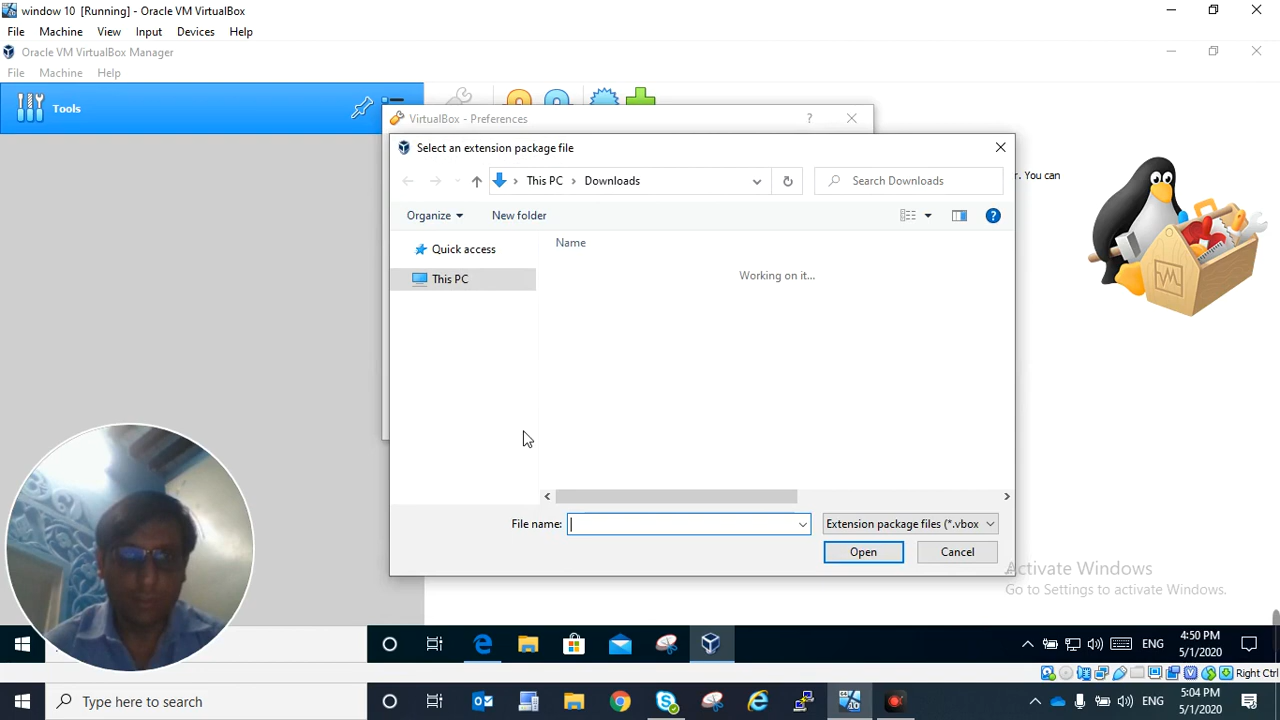 window 10 [Running] - Oracle VM VirtualBox
File Machine View Input Devices Help
Oracle VM VirtualBox Manager
File Machine Help
Tools
VirtualBox - Preferences
?
Select an extension package file
This PC > Downloads
Search Downloads
r. You can
Organize
New folder
Quick access
Name
This PC
Working on it...
File name:
Extension package files (*.vbox
Open
Cancel
Activate Windows
Go to Settings to activate Windows.
ENG
4:50 PM
5/1/2020
Right Ctrl
Type here to search
ENG
5:04 PM
5/1/2020